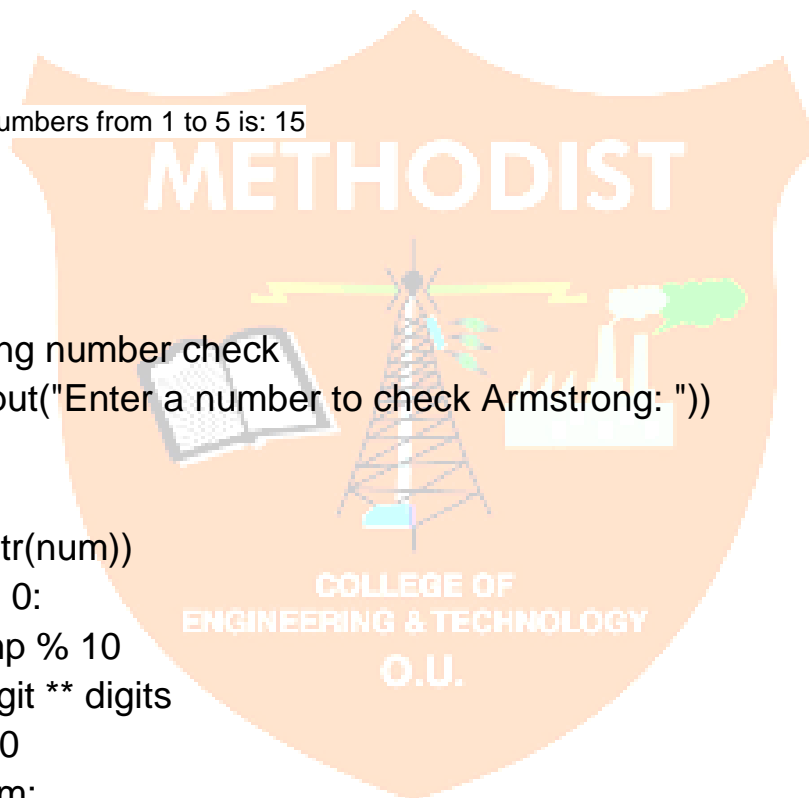 umbers from 1 to 5 is: 15
METHODIST
ng number check
out("Enter a number to check Armstrong: "))
tr(num))
0:
np % 10
git ** digits
0
m:
COLLEGE OF
ENGINEERING & TECHNOLOGY
O.U.